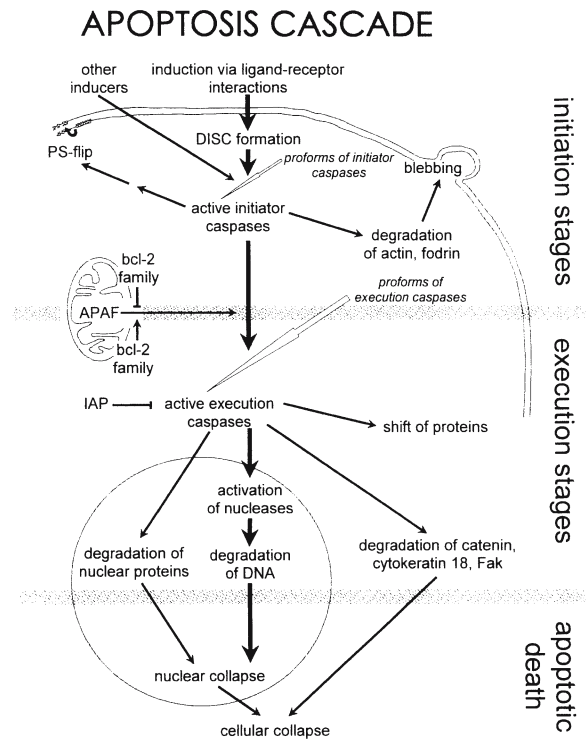 APOPTOSIS CASCADE
other
inducers
induction via ligand-receptor
interactions
DISC formation
PS-flip
proforms of initiator
caspases
blebbing
active initiator
caspases
degradation
of actin, fodrin
initiation stages
bcl-2
family
APAF
bcl-2
family
proforms of
execution caspases
IAP
active execution
caspases
shift of proteins
execution stages
activation
of nucleases
degradation of
nuclear proteins
degradation
of DNA
degradation of catenin,
cytokeratin 18, Fak
nuclear collapse
cellular collapse
apoptotic
death